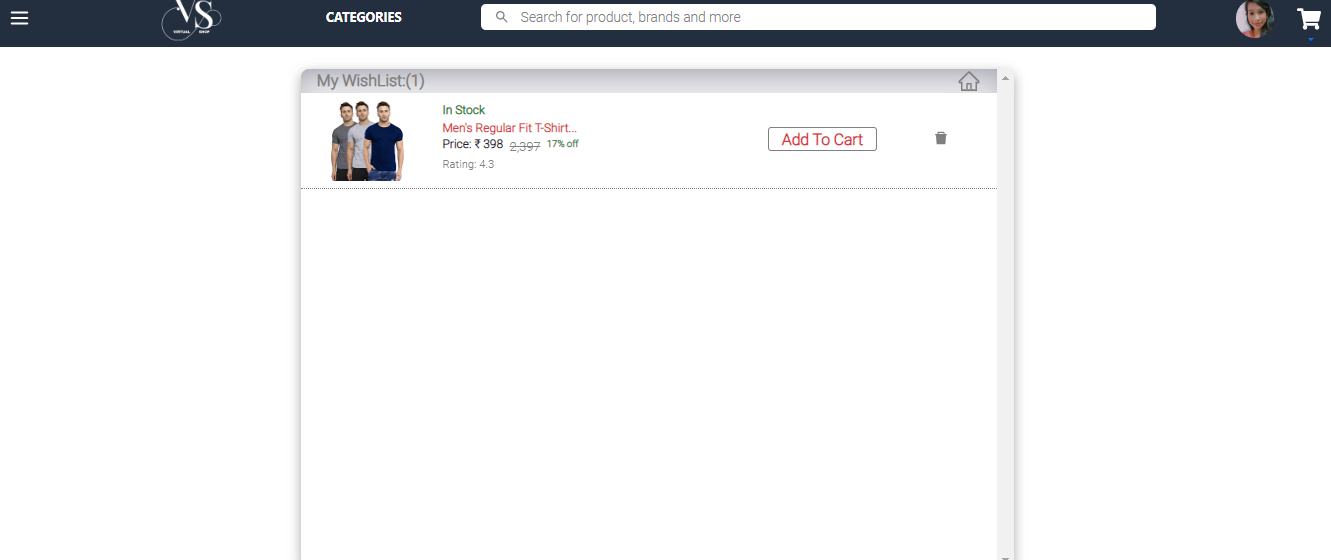 VS
VIRTUAL SHOP
CATEGORIES
Search for product, brands and more
My WishList:(1)
In Stock
Men's Regular Fit T-Shirt...
Price: ₹ 398 2,397 17% off
Rating: 4.3
Add To Cart